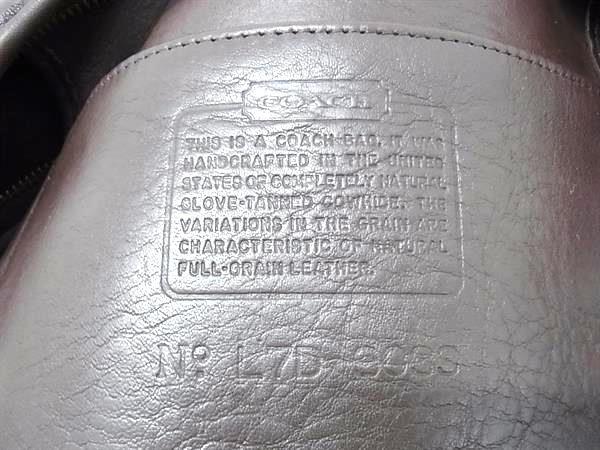 COACH
THIS IS A COACH BAG. IT WAS
HANDCRAFTED IN THE UNITED
STATES OF COMPLETELY NATURAL
GLOVE-TANNED COWHIDE. THE
VARIATIONS IN THE GRAIN ARE
CHARACTERISTIC OF NATURAL
FULL-GRAIN LEATHER.
Nº L7D-9083